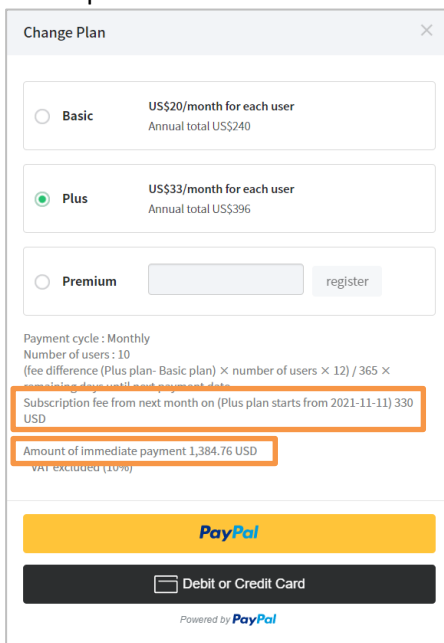 Change Plan
Basic
US$20/month for each user
Annual total US$240
Plus
US$33/month for each user
Annual total US$396
Premium
register
Payment cycle : Monthly
Number of users : 10
(fee difference (Plus plan- Basic plan) × number of users × 12) / 365 ×
remaining days until next payment date
Subscription fee from next month on (Plus plan starts from 2021-11-11) 330
USD
Amount of immediate payment 1,384.76 USD
VAT excluded (10%)
PayPal
Debit or Credit Card
Powered by PayPal